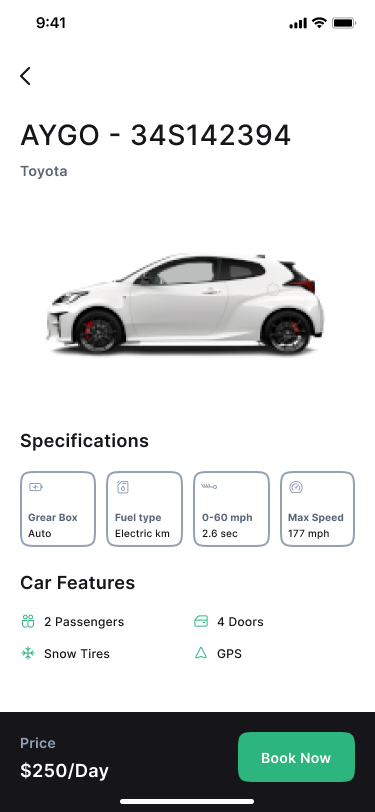 9:41
AYGO - 34S142394
Toyota
Specifications
Grear Box
Auto
Fuel type
Electric km
0-60 mph
2.6 sec
Max Speed
177 mph
Car Features
2 Passengers
4 Doors
Snow Tires
GPS
Price
$250/Day
Book Now